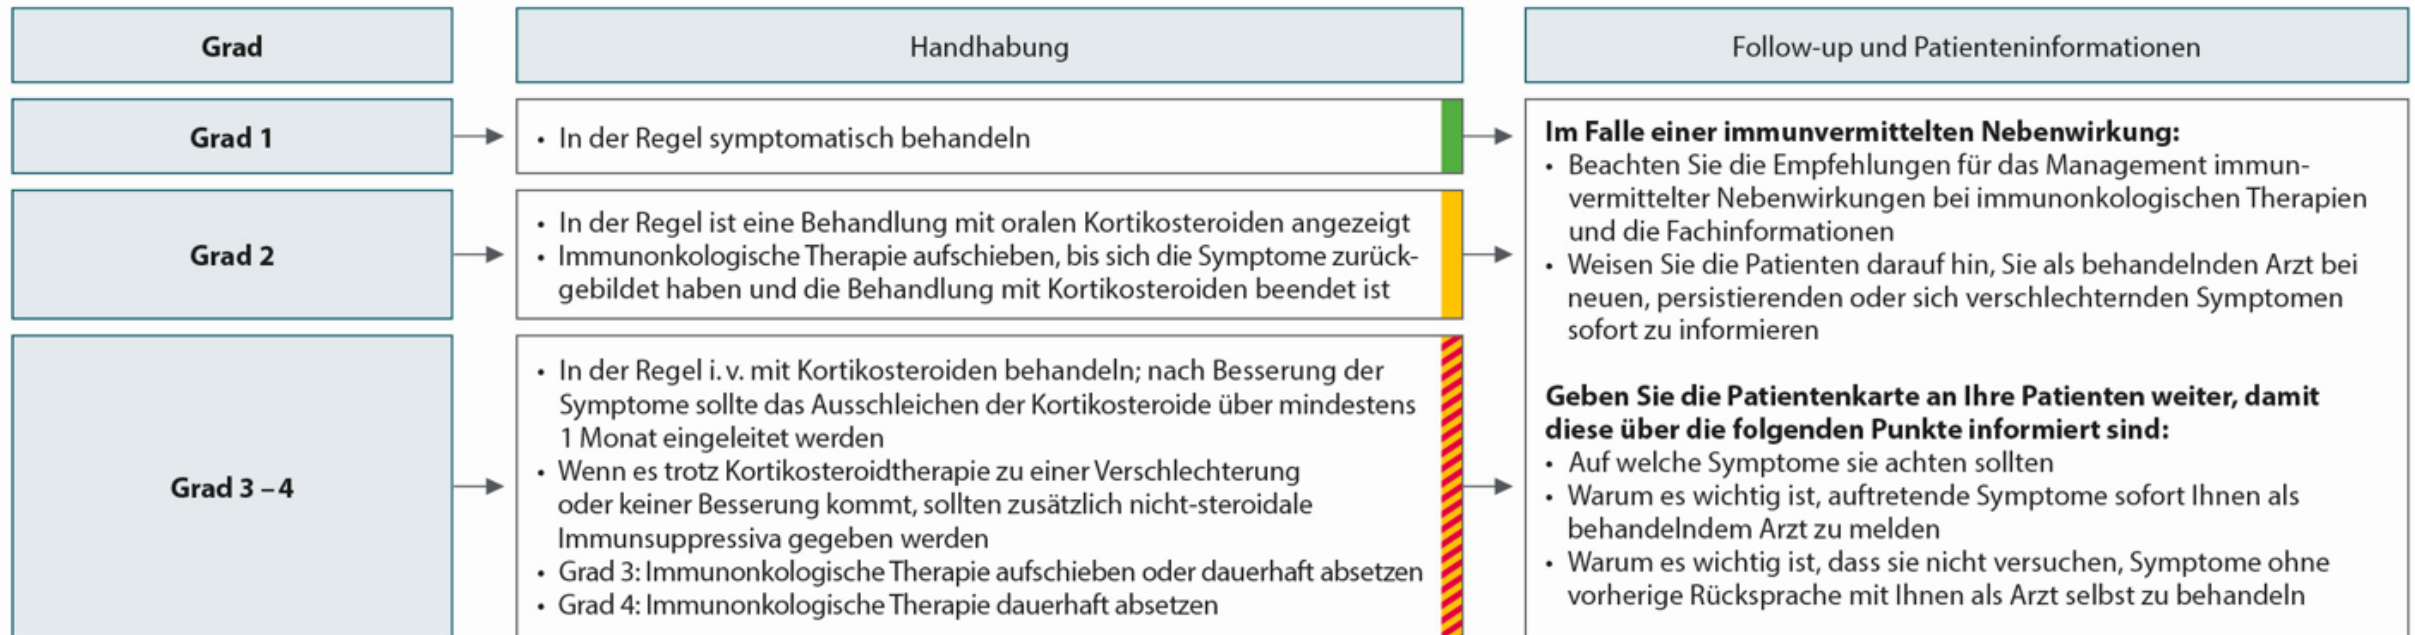 Grad
Handhabung
Follow-up und Patienteninformationen
Grad 1
• In der Regel symptomatisch behandeln
Grad 2
• In der Regel ist eine Behandlung mit oralen Kortikosteroiden angezeigt
• Immunonkologische Therapie aufschieben, bis sich die Symptome zurück-
gebildet haben und die Behandlung mit Kortikosteroiden beendet ist
Grad 3 – 4
• In der Regel i. v. mit Kortikosteroiden behandeln; nach Besserung der
Symptome sollte das Ausschleichen der Kortikosteroide über mindestens
1 Monat eingeleitet werden
• Wenn es trotz Kortikosteroidtherapie zu einer Verschlechterung
oder keiner Besserung kommt, sollten zusätzlich nicht-steroidale
Immunsuppressiva gegeben werden
• Grad 3: Immunonkologische Therapie aufschieben oder dauerhaft absetzen
• Grad 4: Immunonkologische Therapie dauerhaft absetzen
Im Falle einer immunvermittelten Nebenwirkung:
• Beachten Sie die Empfehlungen für das Management immun-
vermittelter Nebenwirkungen bei immunonkologischen Therapien
und die Fachinformationen
• Weisen Sie die Patienten darauf hin, Sie als behandelnden Arzt bei
neuen, persistierenden oder sich verschlechternden Symptomen
sofort zu informieren
Geben Sie die Patientenkarte an Ihre Patienten weiter, damit
diese über die folgenden Punkte informiert sind:
• Auf welche Symptome sie achten sollten
• Warum es wichtig ist, auftretende Symptome sofort Ihnen als
behandelndem Arzt zu melden
• Warum es wichtig ist, dass sie nicht versuchen, Symptome ohne
vorherige Rücksprache mit Ihnen als Arzt selbst zu behandeln